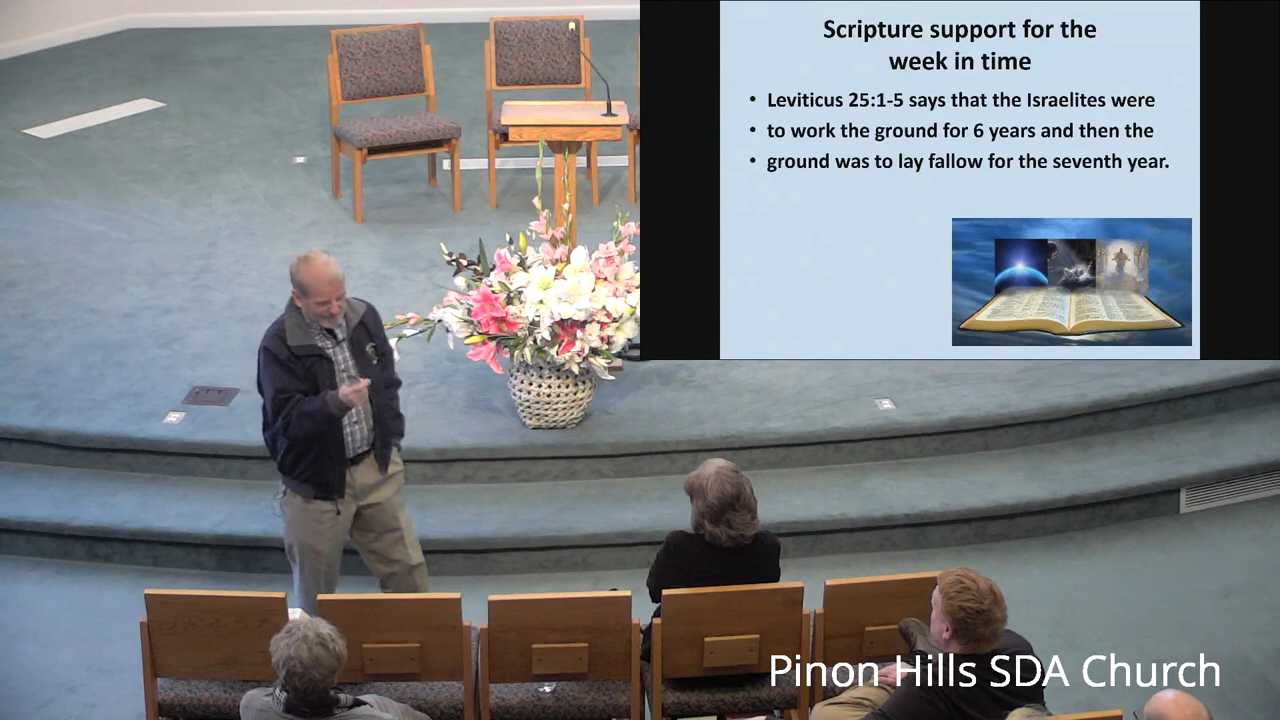 Scripture support for the
week in time
• Leviticus 25:1-5 says that the Israelites were
• to work the ground for 6 years and then the
• ground was to lay fallow for the seventh year.
Pinon Hills SDA Church